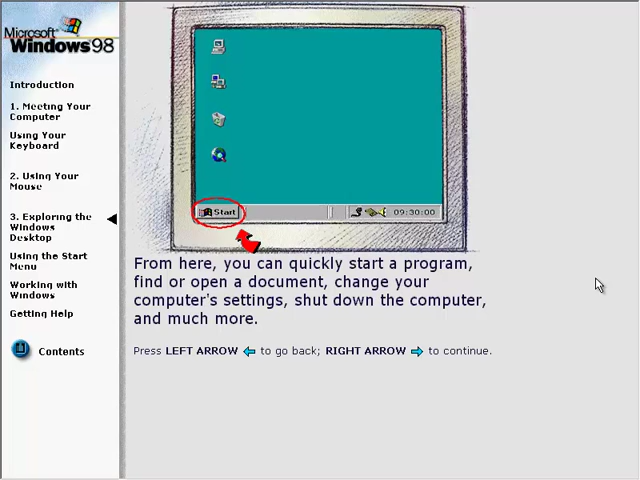 Microsoft
Windows98
Introduction
1. Meeting Your
Computer
Using Your
Keyboard
2. Using Your
Mouse
3. Exploring the
Windows
Desktop
Using the Start
Menu
Working with
Windows
Getting Help
Contents
Start
09:30:00
From here, you can quickly start a program,
find or open a document, change your
computer's settings, shut down the computer,
and much more.
Press LEFT ARROW to go back; RIGHT ARROW to continue.